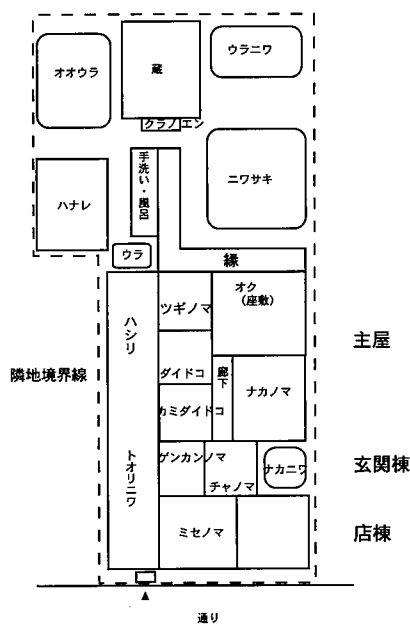 オオウラ
蔵
ウラニワ
クラノエン
手洗い・風呂
ニワサキ
ハナレ
ウラ
縁
オク
(座敷)
ツギノマ
ハシリ
主屋
隣地境界線
ダイドコ
廊下
ナカノマ
カミダイドコ
ゲンカンノマ
ナカニワ
玄関棟
トオリニワ
チャノマ
ミセノマ
店棟
通り